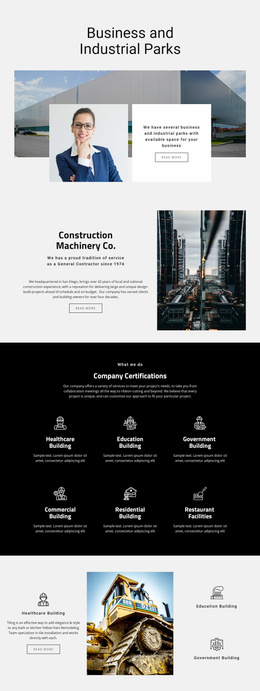 Business and
Industrial Parks
We have several business
and industrial parks with
available space for your
business
READ MORE
Construction
Machinery Co.
We have a proud tradition of service
as a General Contractor since 1974
We headquartered in San Diego, brings over 62 years of local and national
construction experience, with a reputation for delivering large and unique design-
build projects ahead of schedule and on budget. Our company has served clients
and building owners for over four decades.
READ MORE
What we do
Company Certifications
Our company offers a variety of services to meet your project's needs, to take you from
collaboration meetings all the way to ribbon-cutting and beyond. We believe that every
project is unique, and can customize our approach to fit your particular project.
Healthcare
Building
Sample text. Lorem ipsum dolor sit
amet, consectetur adipiscing elit
Education
Building
Sample text. Lorem ipsum dolor sit
amet, consectetur adipiscing elit
Government
Building
Sample text. Lorem ipsum dolor sit
amet, consectetur adipiscing elit
Commercial
Building
Sample text. Lorem ipsum dolor sit
amet, consectetur adipiscing elit
Residential
Building
Sample text. Lorem ipsum dolor sit
amet, consectetur adipiscing elit
Restaurant
Facilities
Sample text. Lorem ipsum dolor sit
amet, consectetur adipiscing elit
Healthcare Building
Tiling is an effective way to add elegance & style
to any bath or kitchen Yellow-hats Remodeling
Team specializes in tile installation and works
directly with each.
READ MORE
Education Building
Government Building